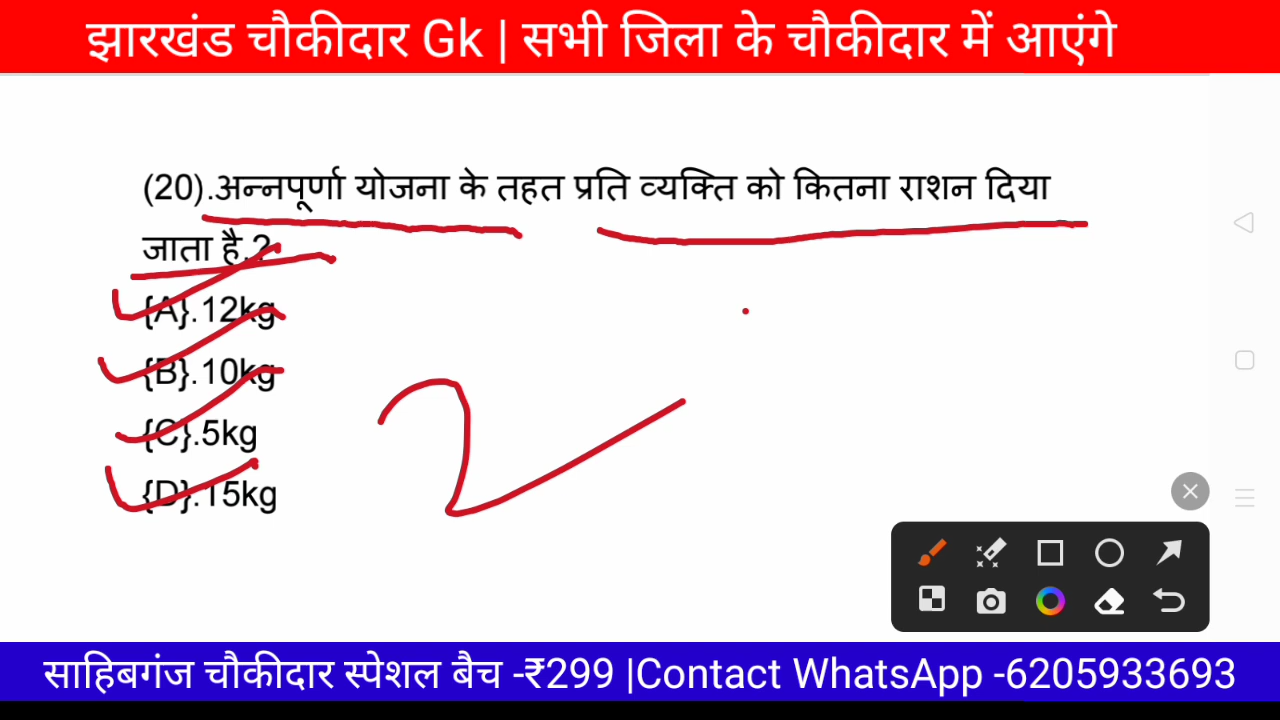 झारखंड चौकीदार Gk | सभी जिला के चौकीदार में आएंगे
(20).अन्नपूर्णा योजना के तहत प्रति व्यक्ति को कितना राशन दिया
जाता है.?
{A}.12kg
{B}.10kg
{C}.5kg
{D}.15kg
साहिबगंज चौकीदार स्पेशल बैच -₹299 |Contact WhatsApp -6205933693